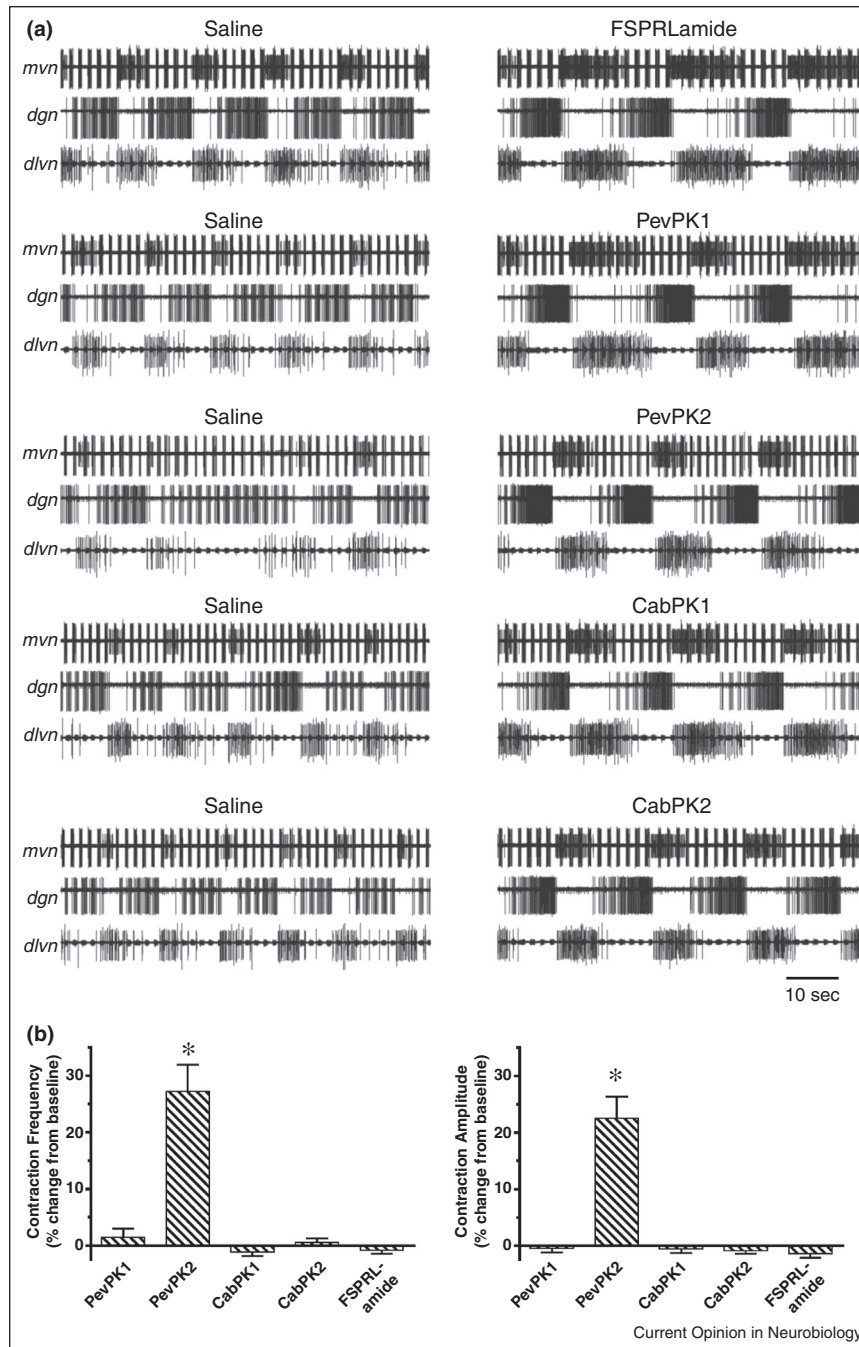 (a)
Saline
FSPRLamide
mvn
dgn
dlvn
Saline
PevPK1
mvn
dgn
dlvn
Saline
PevPK2
mvn
dgn
dlvn
Saline
CabPK1
mvn
dgn
dlvn
Saline
CabPK2
mvn
dgn
dlvn
10 sec
(b)
Contraction Frequency
(% change from baseline)
30
20
10
0
*
PevPK1
PevPK2
CabPK1
CabPK2
FSPRL-
amide
Contraction Amplitude
(% change from baseline)
30
20
10
0
*
PevPK1
PevPK2
CabPK1
CabPK2
FSPRL-
amide
Current Opinion in Neurobiology